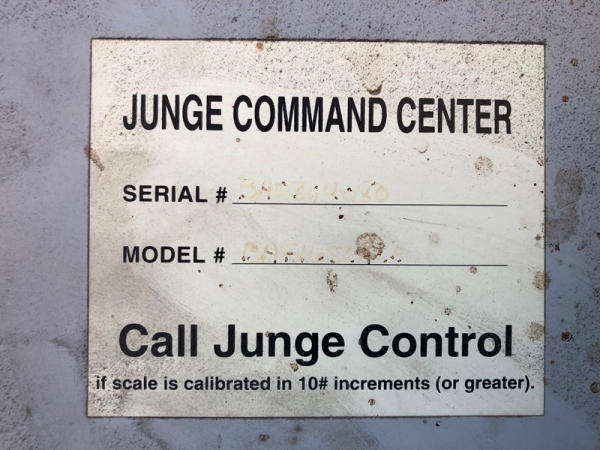 JUNGE COMMAND CENTER
SERIAL #
MODEL #
Call Junge Control
if scale is calibrated in 10# increments (or greater).